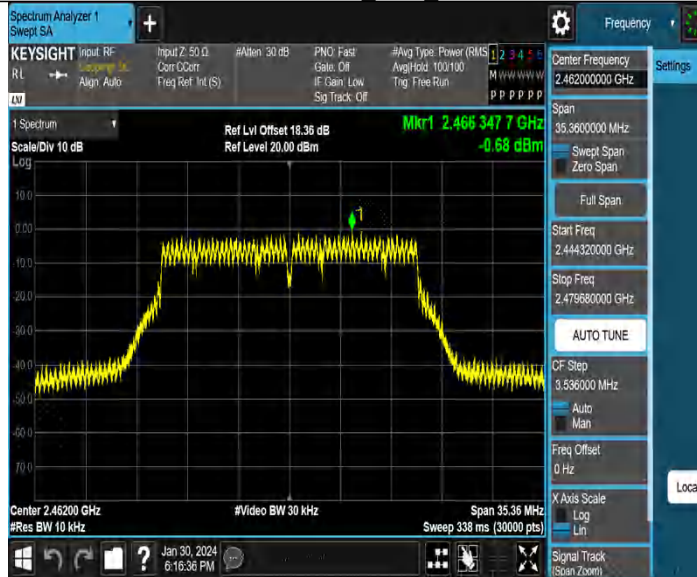 Spectrum Analyzer 1
Swept SA
+
Frequency
KEYSIGHT
RL
Input: RF
Align: Auto
Input Z: 50 Ω
Corr CCorr
Freq Ref: Int (S)
#Atten: 30 dB
PNO: Fast
Gate: Off
IF Gain: Low
Sig Track: Off
#Avg Type: Power (RMS
Avg|Hold: 100/100
Trig: Free Run
1 2 3 4 5 6
M W W W W W
P P P P P P
LNI
Center Frequency
2.462000000 GHz
Settings
Span
35.3600000 MHz
Swept Span
Zero Span
Full Span
Start Freq
2.444320000 GHz
Stop Freq
2.479680000 GHz
AUTO TUNE
CF Step
3.536000 MHz
Auto
Man
Freq Offset
0 Hz
X Axis Scale
Log
Lin
Signal Track
(Span Zoom)
Loca
1 Spectrum
Scale/Div 10 dB
Ref Lvl Offset 18.36 dB
Ref Level 20.00 dBm
Mkr1 2.466 347 7 GHz
-0.68 dBm
Log
10.0
0.00
-10.0
-20.0
-30.0
-40.0
-50.0
-60.0
-70.0
1
Center 2.46200 GHz
#Video BW 30 kHz
Span 35.36 MHz
#Res BW 10 kHz
Sweep 338 ms (30000 pts)
?
Jan 30, 2024
6:16:36 PM